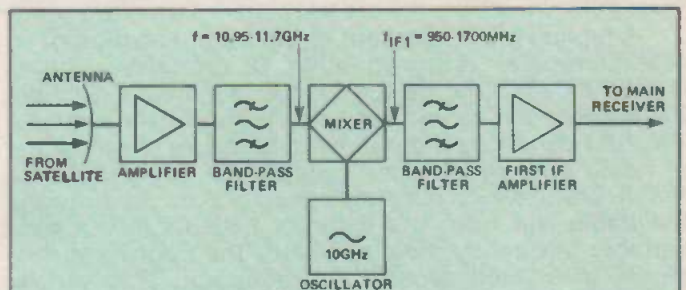 f = 10.95-11.7GHz
fIF1 = 950-1700MHz
ANTENNA
TO MAIN
RECEIVER
MIXER
FROM
SATELLITE
AMPLIFIER
BAND-PASS
FILTER
BAND-PASS
FILTER
FIRST IF
AMPLIFIER
10GHz
OSCILLATOR